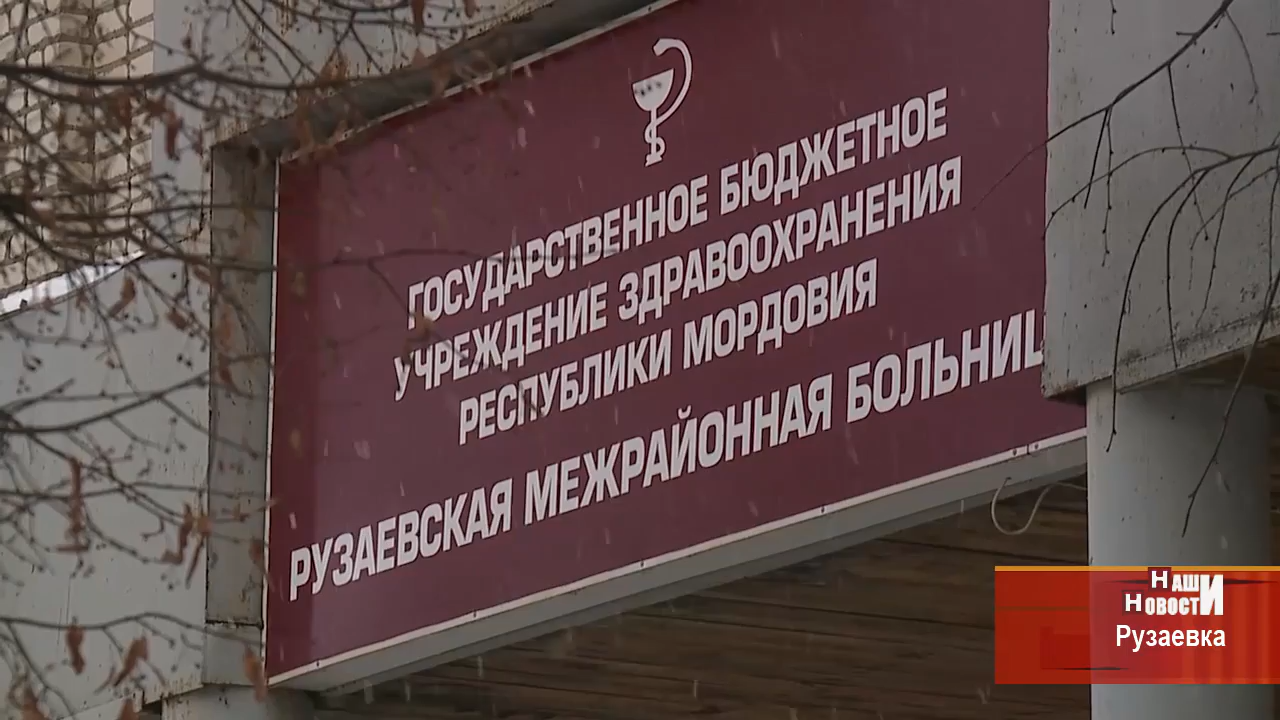 ГОСУДАРСТВЕННОЕ БЮДЖЕТНОЕ
УЧРЕЖДЕНИЕ ЗДРАВООХРАНЕНИЯ
РЕСПУБЛИКИ МОРДОВИЯ
РУЗАЕВСКАЯ МЕЖРАЙОННАЯ БОЛЬНИЦ
НАШИ
НОВОСТИ
Рузаевка